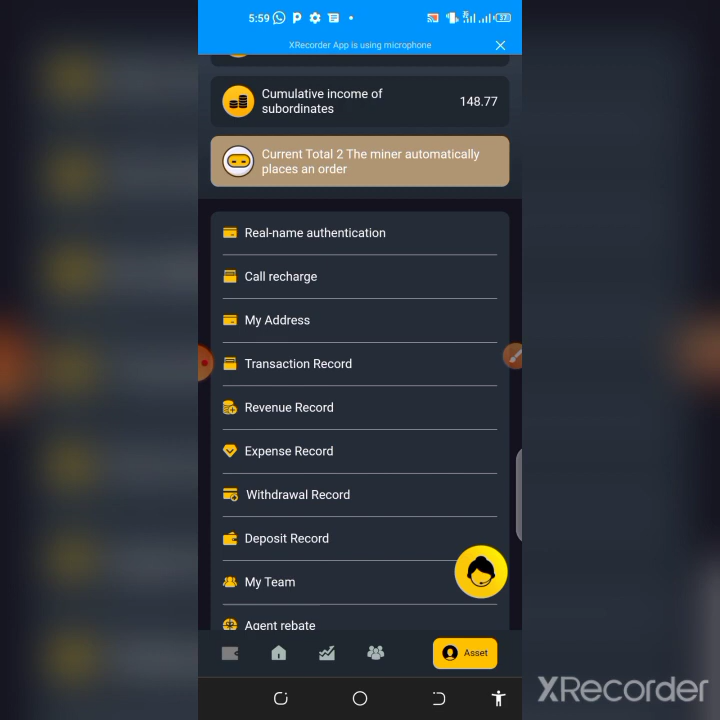 5:59
37
XRecorder App is using microphone
Cumulative income of
subordinates
148.77
Current Total 2 The miner automatically
places an order
Real-name authentication
Call recharge
My Address
Transaction Record
Revenue Record
Expense Record
Withdrawal Record
Deposit Record
My Team
Agent rebate
Asset
XRecorder